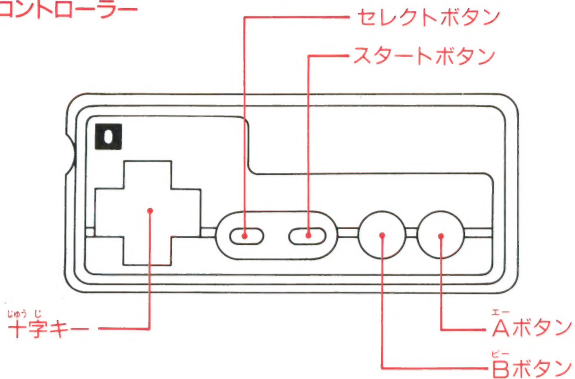 コントローラー
セレクトボタン
スタートボタン
十字キー
じゅうじ
Aボタン
エー
Bボタン
ビー